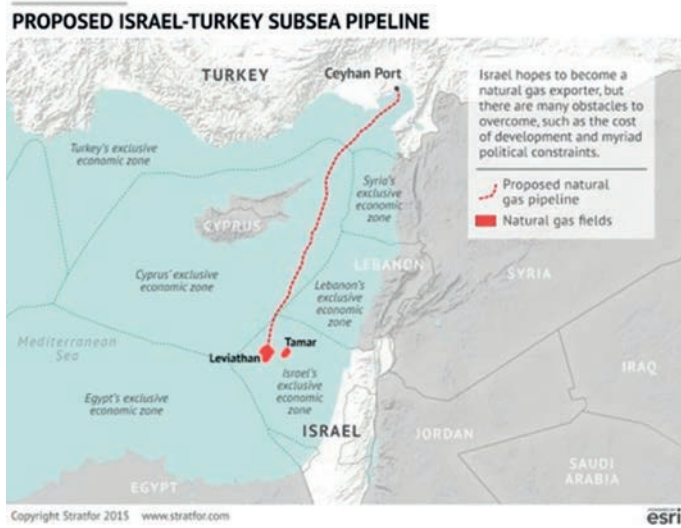 PROPOSED ISRAEL-TURKEY SUBSEA PIPELINE
TURKEY
Ceyhan Port
Israel hopes to become a
natural gas exporter, but
there are many obstacles to
overcome, such as the cost
of development and myriad
political constraints.
Proposed natural
gas pipeline
Natural gas fields
Turkey's exclusive
economic zone
Syria's
exclusive
economic
zone
CYPRUS
LEBANON
SYRIA
Cyprus' exclusive
economic zone
Lebanon's
exclusive
economic
zone
Mediterranean
Sea
Leviathan
Tamar
Israel's
exclusive
economic
zone
IRAQ
Egypt's exclusive
economic zone
ISRAEL
JORDAN
SAUDI
ARABIA
EGYPT
Copyright Stratfor 2015 www.stratfor.com
esri